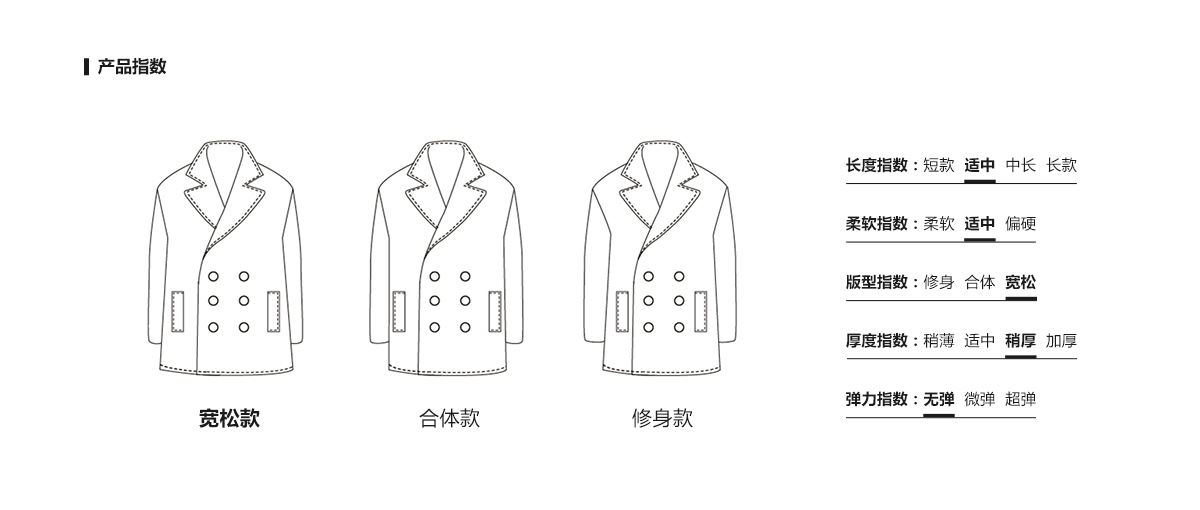 产品指数
宽松款
合体款
修身款
长度指数：短款 适中 中长 长款
柔软指数：柔软 适中 偏硬
版型指数：修身 合体 宽松
厚度指数：稍薄 适中 稍厚 加厚
弹力指数：无弹 微弹 超弹